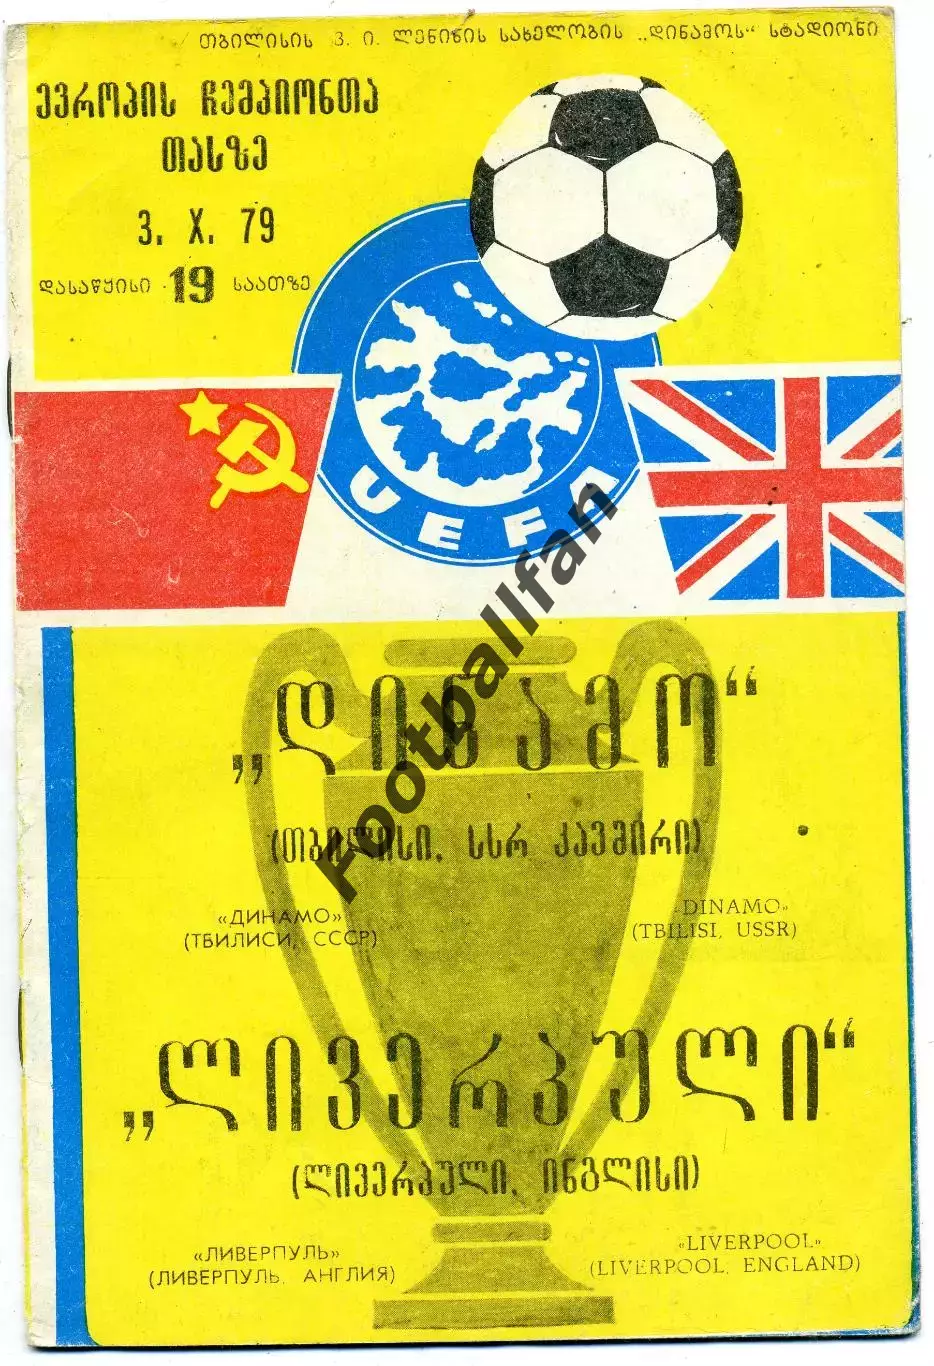 თბილისის ვ. ი. ლენინის სახელობის „დინამოს“ სტადიონი
ევროპის ჩემპიონთა
თასზე
3. X. 79
დასაწყისი 19 საათზე
UEFA
„დინამო“
(თბილისი, სსრ კავშირი)
«ДИНАМО»
(ТБИЛИСИ, СССР)
«DINAMO»
(TBILISI, USSR)
„ლივერპული“
(ლივერპული, ინგლისი)
«ЛИВЕРПУЛЬ»
(ЛИВЕРПУЛЬ, АНГЛИЯ)
«LIVERPOOL»
(LIVERPOOL, ENGLAND)
Footballfan